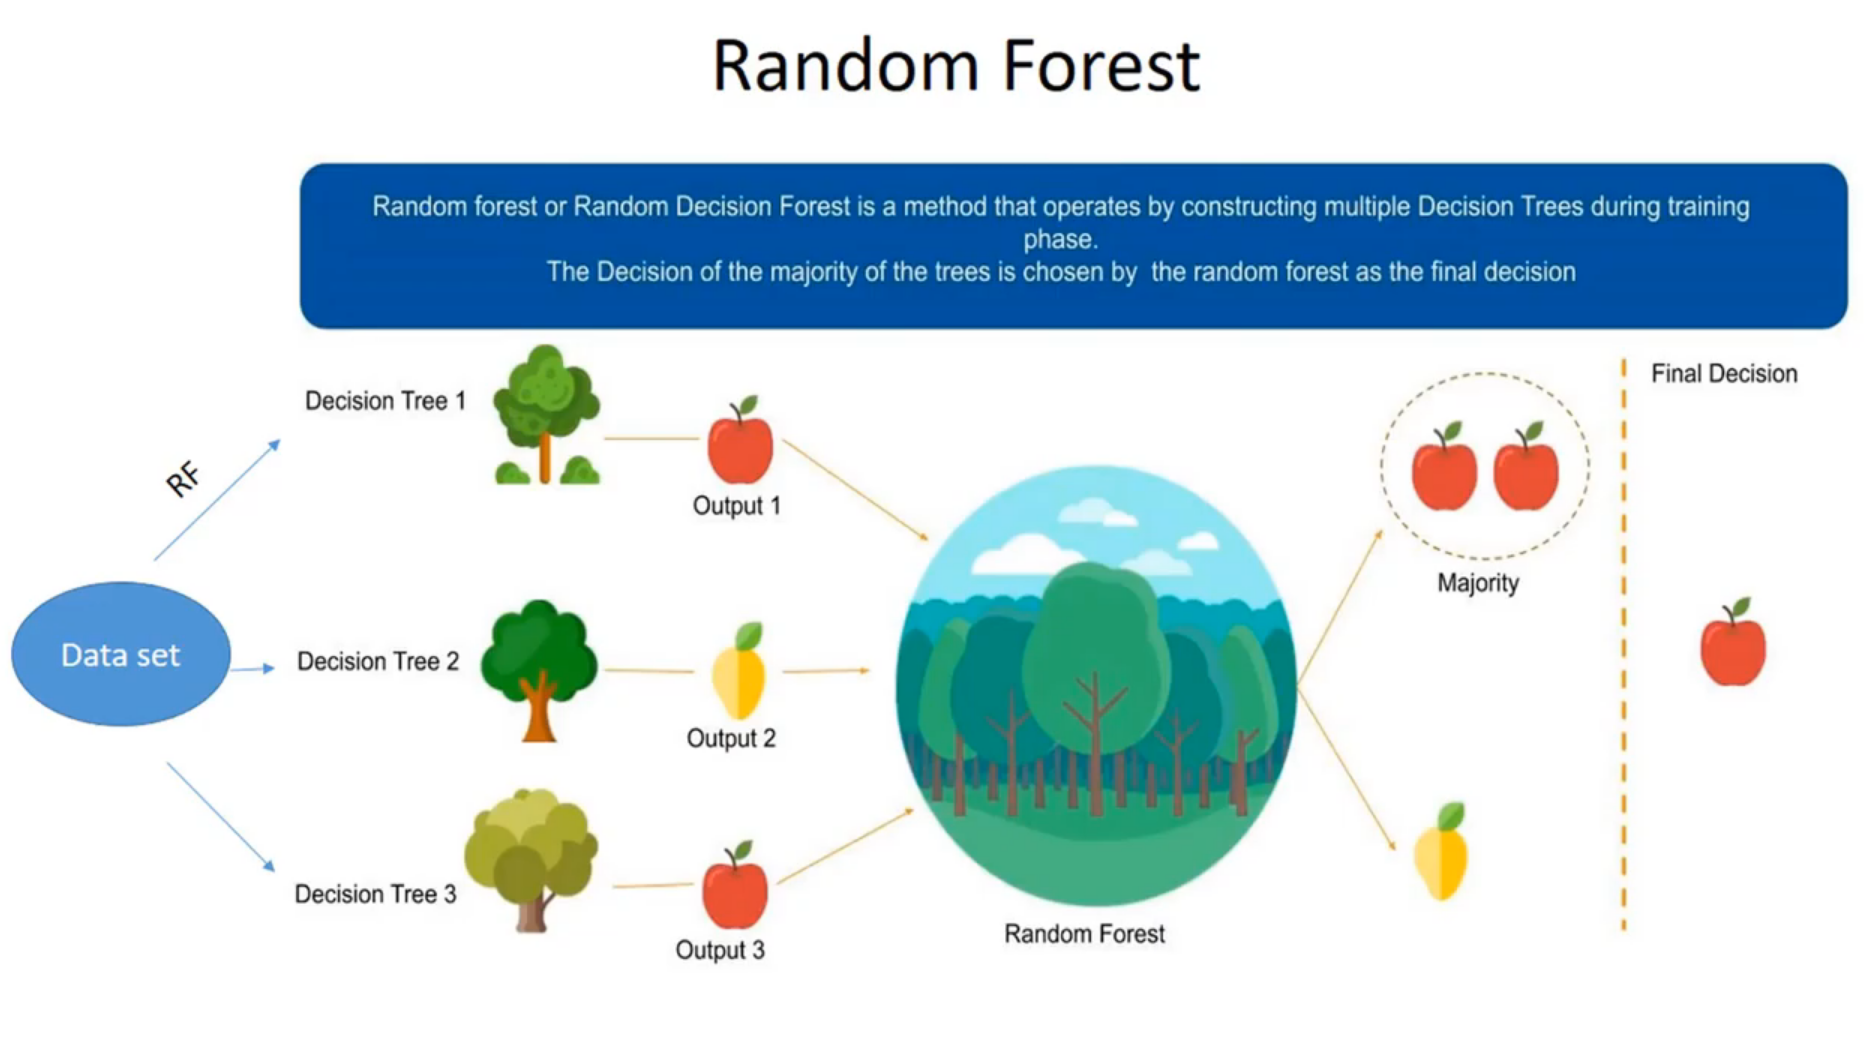 Random Forest
Random forest or Random Decision Forest is a method that operates by constructing multiple Decision Trees during training
phase.
The Decision of the majority of the trees is chosen by the random forest as the final decision
Final Decision
Decision Tree 1
RF
Output 1
Majority
Data set
Decision Tree 2
Output 2
Decision Tree 3
Output 3
Random Forest